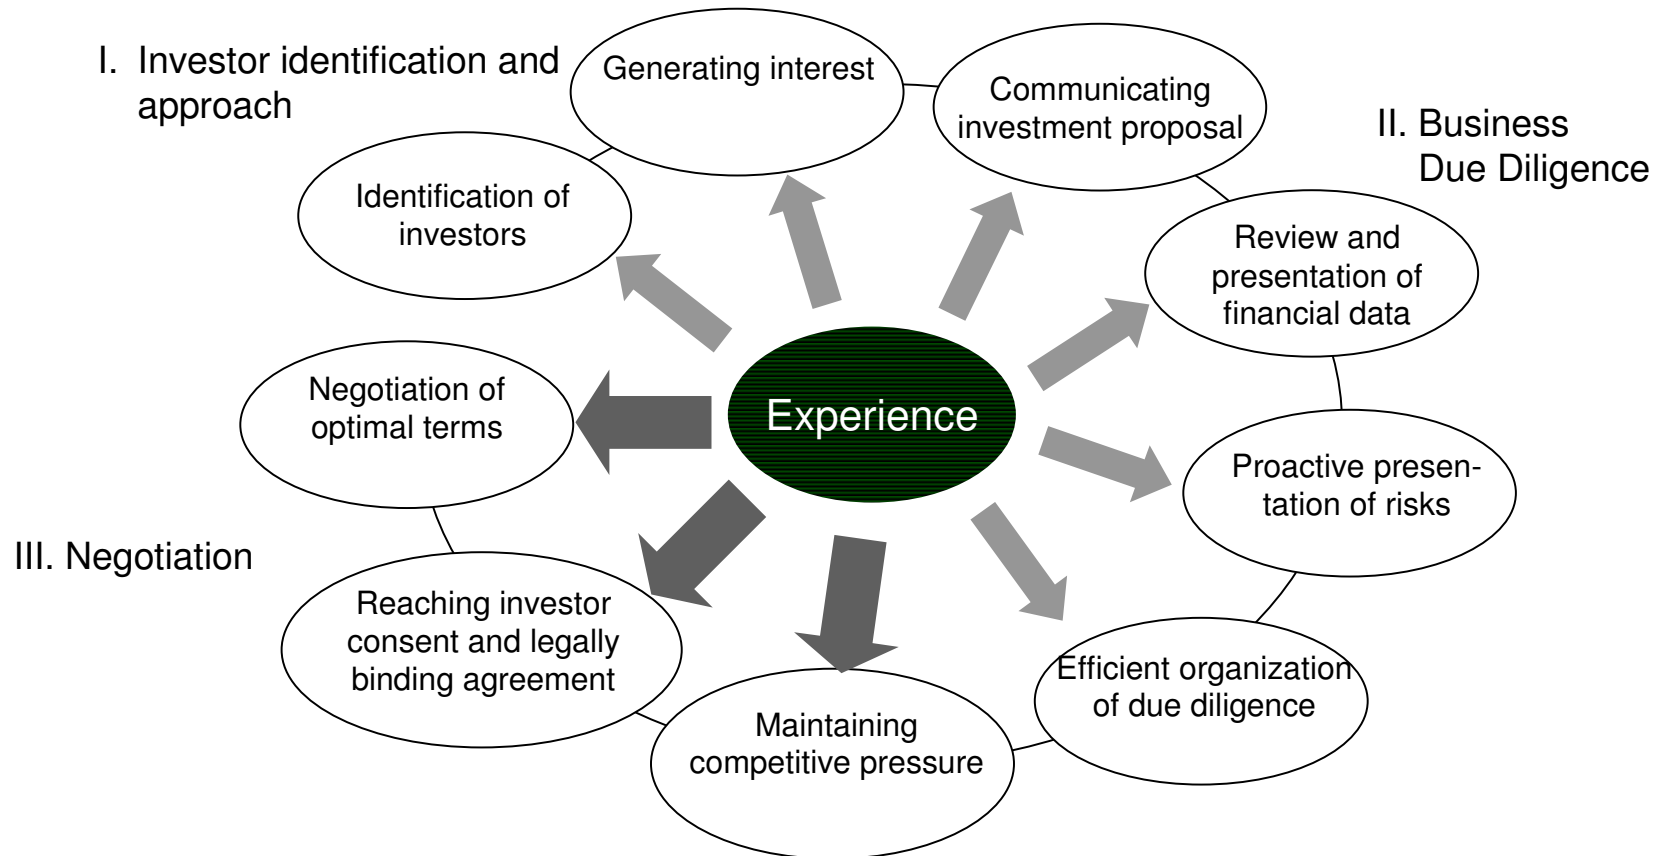 I. Investor identification and
approach
Generating interest
Communicating
investment proposal
II. Business
Due Diligence
Identification of
investors
Review and
presentation of
financial data
Experience
Negotiation of
optimal terms
Proactive presen-
tation of risks
III. Negotiation
Reaching investor
consent and legally
binding agreement
Efficient organization
of due diligence
Maintaining
competitive pressure